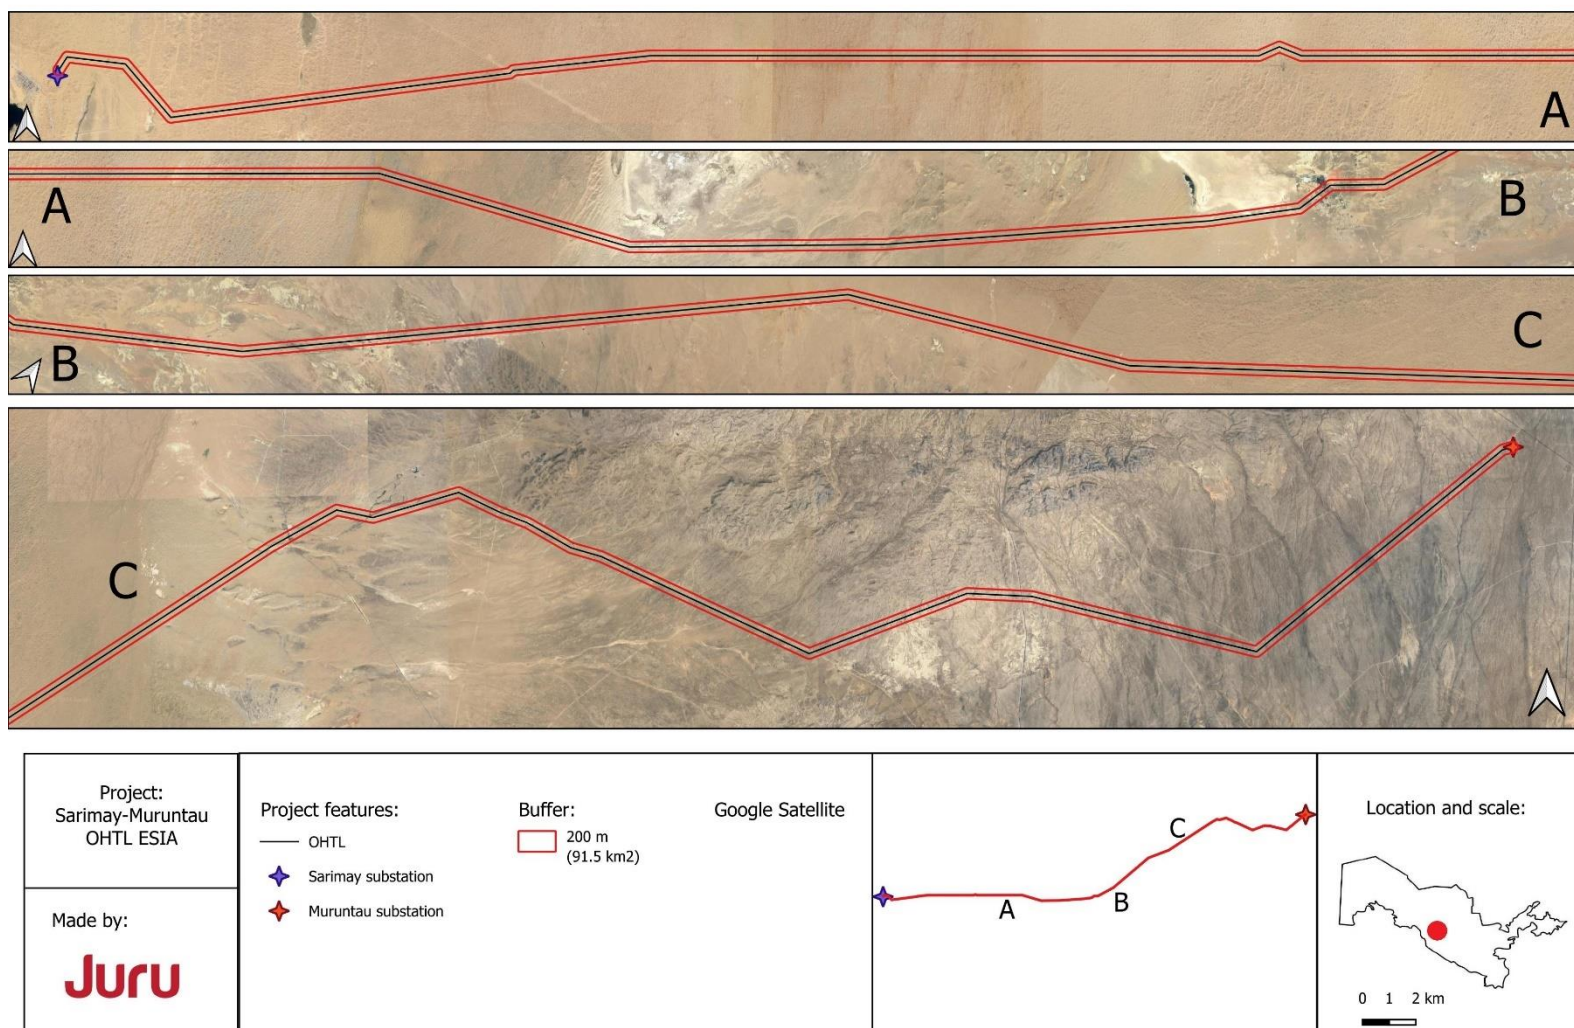 A
A
B
B
C
C
Project:
Sarimay-Muruntau
OHTL ESIA
Made by:
Juru
Project features:
OHTL
Sarimay substation
Muruntau substation
Buffer:
200 m
(91.5 km2)
Google Satellite
A
B
C
Location and scale:
0 1 2 km